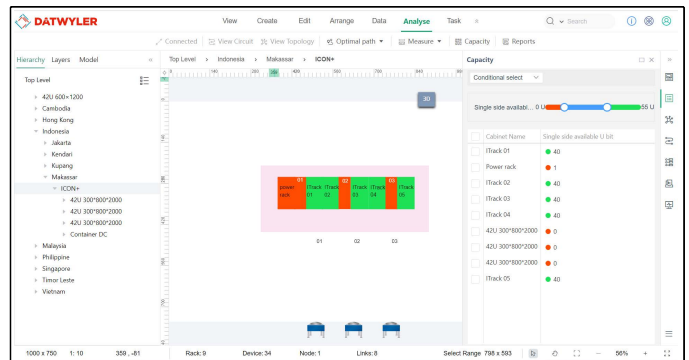 DATWYLER
View Create Edit Arrange Data Analyse Task
Search
Connected View Circuit View Topology Optimal path Measure Capacity Reports
Hierarchy Layers Model
Top Level
42U 600×1200
Cambodia
Hong Kong
Indonesia
Jakarta
Kendari
Kupang
Makassar
ICON+
42U 300*800*2000
42U 300*800*2000
42U 300*800*2000
Container DC
Malaysia
Philippine
Singapore
Timor Leste
Vietnam
Top Level › Indonesia › Makassar › ICON+
3D
01 02 03
power rack
ITrack 01
ITrack 02
ITrack 03
ITrack 04
ITrack 05
01 02 03
Capacity
Conditional select
Single side availabl... 0 U 55 U
Cabinet Name Single side available U bit
ITrack 01 40
Power rack 1
ITrack 02 40
ITrack 03 40
ITrack 04 40
42U 300*800*2000 0
42U 300*800*2000 0
42U 300*800*2000 0
ITrack 05 40
1000 x 750 1: 10 359 , -81 Rack: 9 Device: 34 Node: 1 Links: 8 Select Range 798 x 593 56%